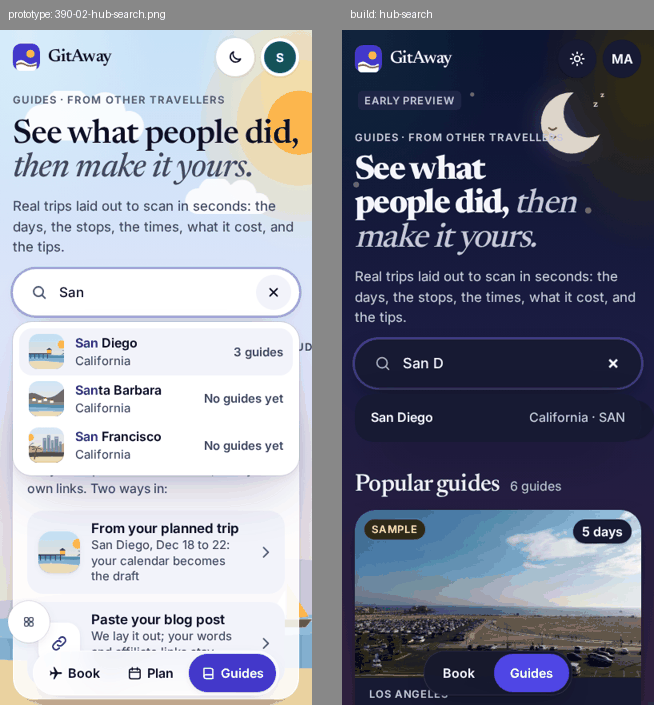 prototype: 390-02-hub-search.png
GitAway
S
GUIDES · FROM OTHER TRAVELLERS
See what people did,
then make it yours.
Real trips laid out to scan in seconds: the
days, the stops, the times, what it cost, and
the tips.
San
San Diego
California
3 guides
Santa Barbara
California
No guides yet
San Francisco
California
No guides yet
own links. Two ways in:
From your planned trip
San Diego, Dec 18 to 22:
your calendar becomes
the draft
Paste your blog post
We lay it out; your words
Book
Plan
Guides
build: hub-search
GitAway
MA
EARLY PREVIEW
GUIDES · FROM OTHER TRAVELLERS
See what
people did, then
make it yours.
Real trips laid out to scan in seconds: the
days, the stops, the times, what it cost, and
the tips.
San D
San Diego
California · SAN
Popular guides 6 guides
SAMPLE
5 days
Book
Guides
LOS ANGELES